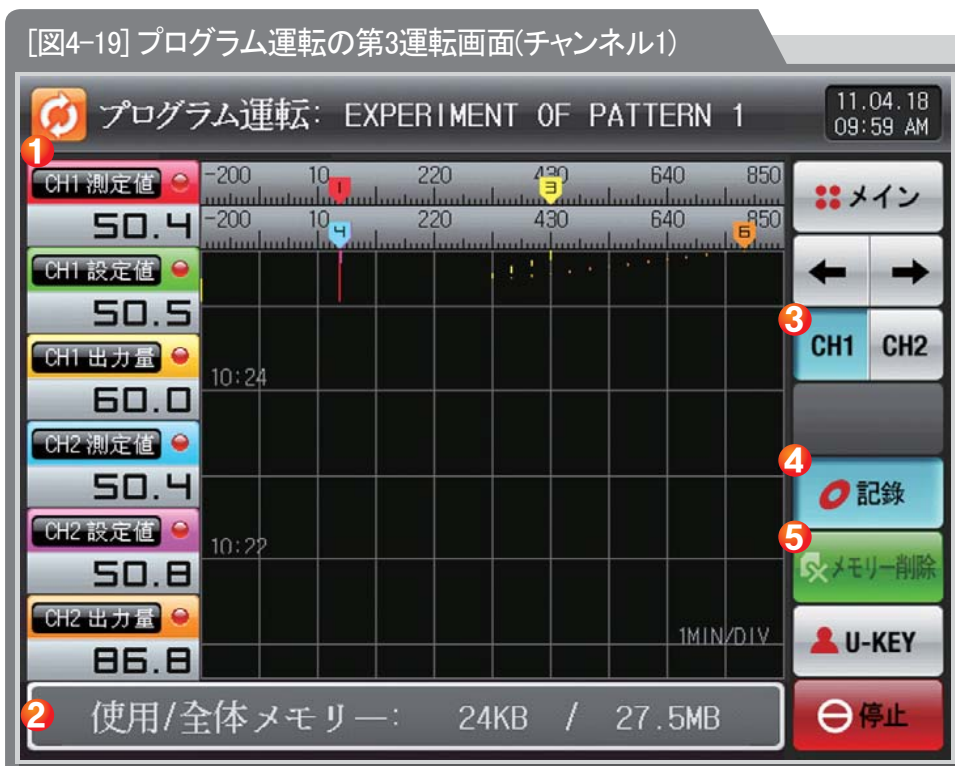 [図4-19] プログラム運転の第3運転画面(チャンネル1)
プログラム運転: EXPERIMENT OF PATTERN 1
11.04.18
09:59 AM
1
CH1 測定値
50.4
CH1 設定値
50.5
CH1 出力量
60.0
CH2 測定値
50.4
CH2 設定値
50.8
CH2 出力量
86.8
-200 10 220 430 640 850
1 3
-200 10 220 430 640 850
4 6
10:24
10:22
1MIN/DIV
メイン
← →
3
CH1 CH2
4
記錄
5
メモリー削除
U-KEY
停止
2
使用/全体メモリー: 24KB / 27.5MB